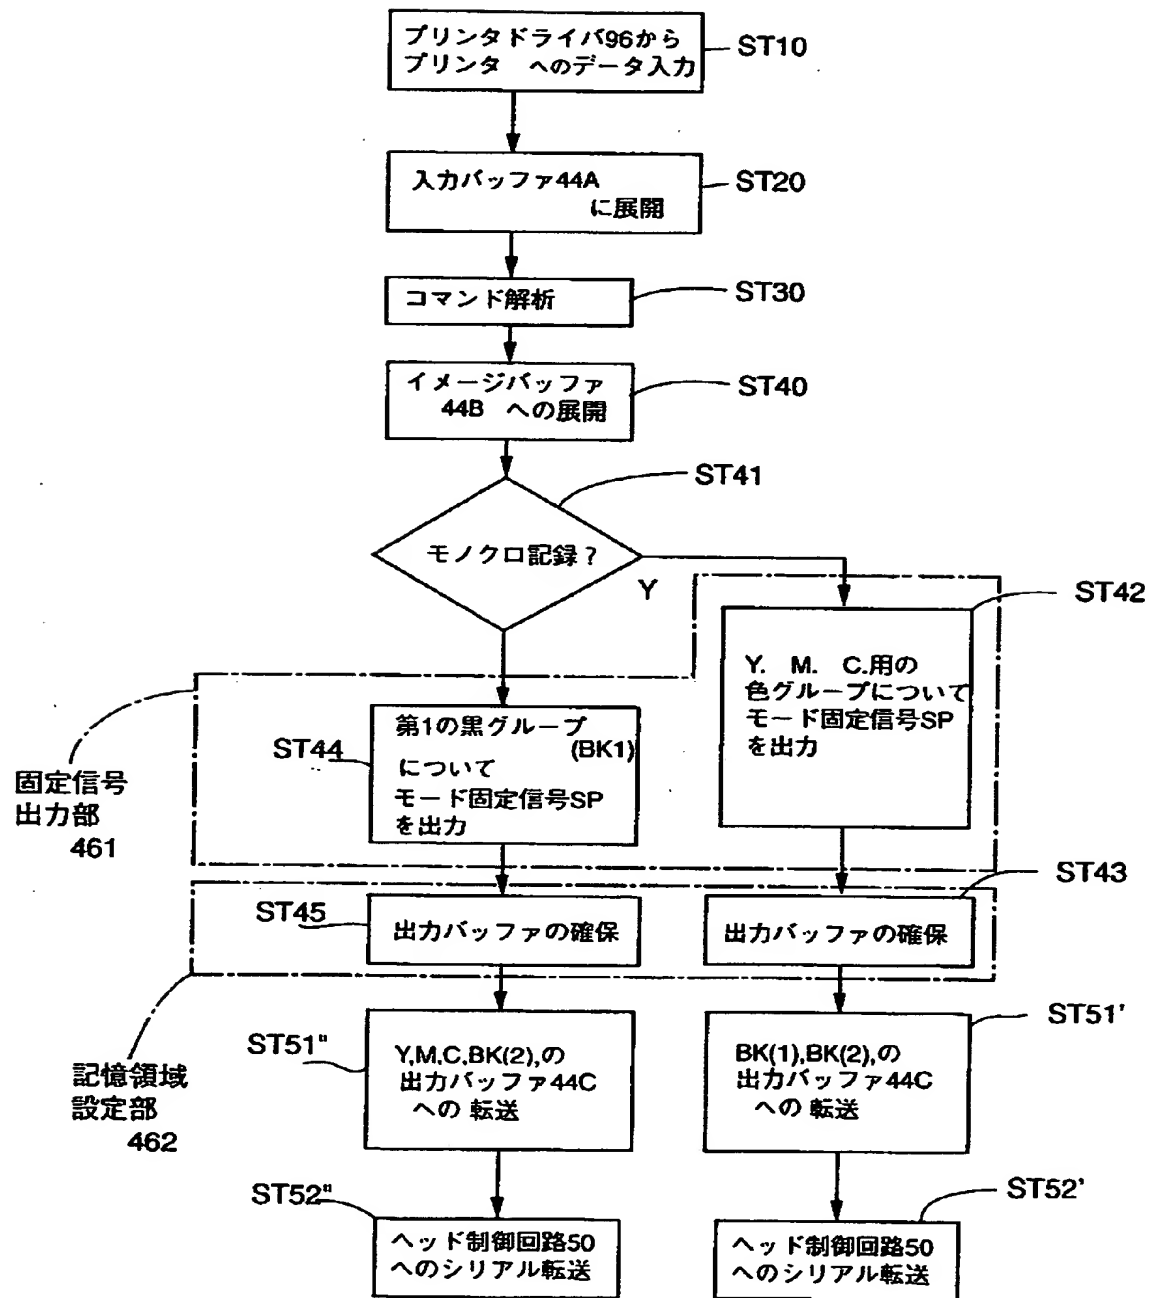 プリンタドライバ96から
プリンタ へのデータ入力
ST10
入力バッファ44A
に展開
ST20
コマンド解析
ST30
イメージバッファ
44B への展開
ST40
ST41
モノクロ記録?
Y
ST42
Y. M. C.用の
色グループについて
モード固定信号SP
を出力
ST44
第1の黒グループ
(BK1)
について
モード固定信号SP
を出力
固定信号
出力部
461
ST43
ST45
出力バッファの確保
出力バッファの確保
記憶領域
設定部
462
ST51"
Y,M,C,BK(2),の
出力バッファ44C
への 転送
ST51'
BK(1),BK(2),の
出力バッファ44C
への 転送
ST52"
ヘッド制御回路50
へのシリアル転送
ST52'
ヘッド制御回路50
へのシリアル転送